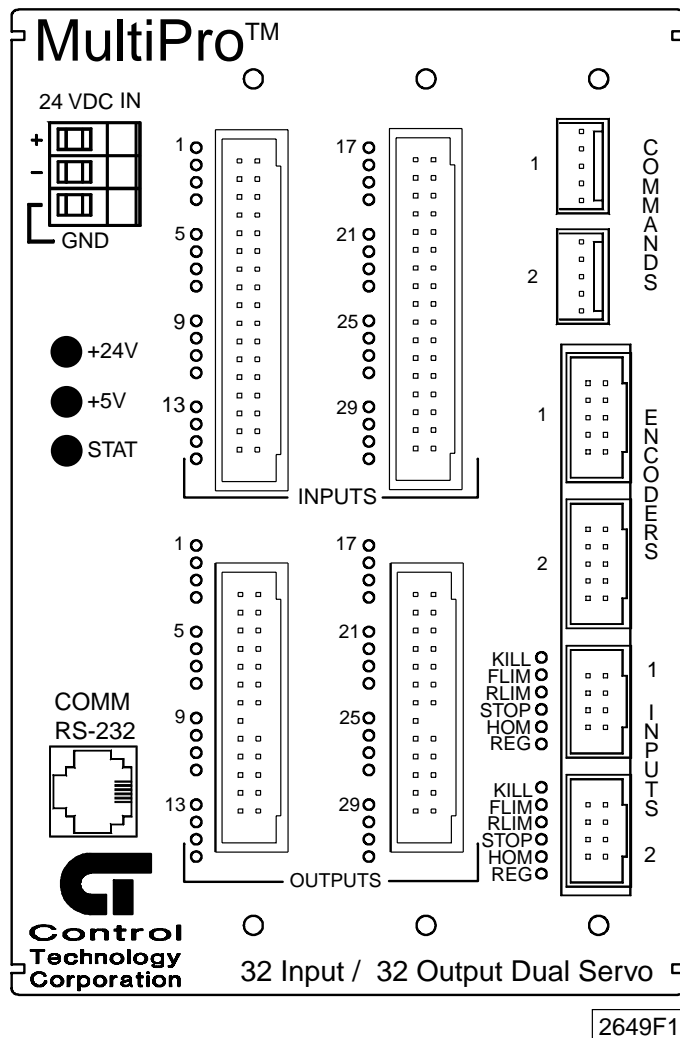 MultiPro™
24 VDC IN
+
−
GND
+24V
+5V
STAT
1
5
9
13
17
21
25
29
INPUTS
1
5
9
13
17
21
25
29
OUTPUTS
COMM
RS-232
1
2
COMMANDS
1
2
ENCODERS
KILL
FLIM
RLIM
STOP
HOM
REG
1
KILL
FLIM
RLIM
STOP
HOM
REG
2
INPUTS
CT
Control
Technology
Corporation
32 Input / 32 Output Dual Servo
2649F1